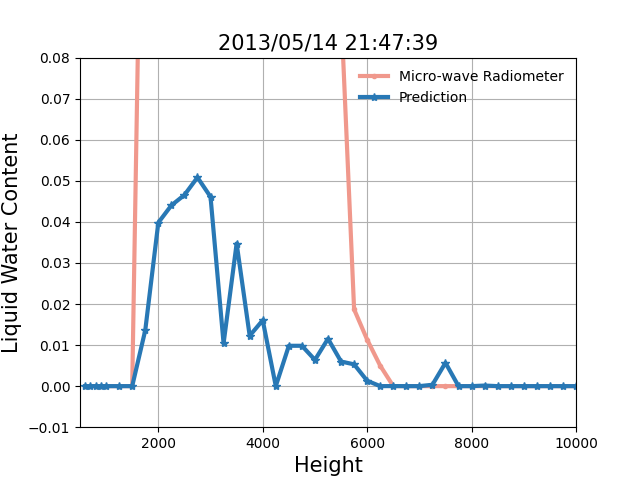 2013/05/14 21:47:39
0.08
0.07
0.06
0.05
0.04
0.03
0.02
0.01
0.00
−0.01
Liquid Water Content
Micro-wave Radiometer
Prediction
2000 4000 6000 8000 10000
Height